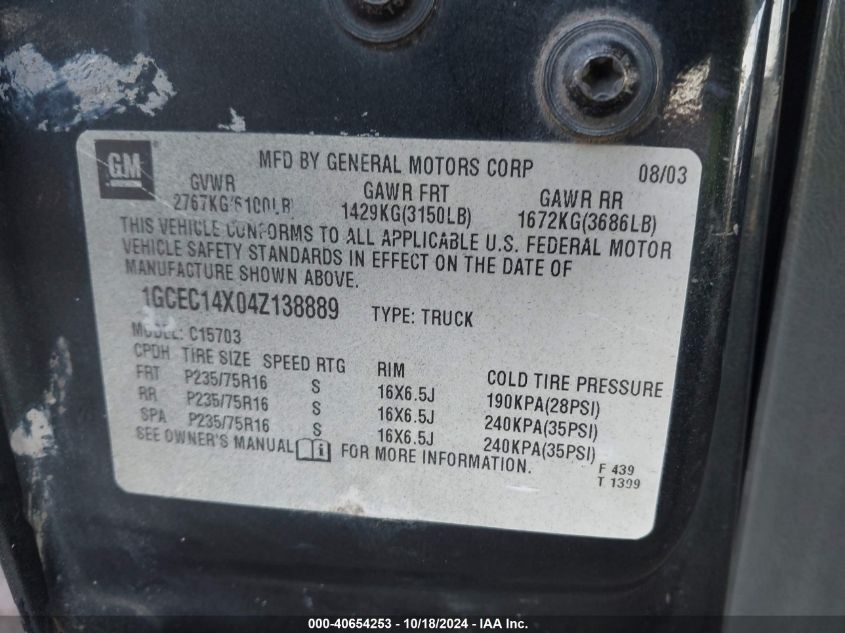 GM
MFD BY GENERAL MOTORS CORP 08/03
GVWR GAWR FRT GAWR RR
2767KG(6100LB) 1429KG(3150LB) 1672KG(3686LB)
THIS VEHICLE CONFORMS TO ALL APPLICABLE U.S. FEDERAL MOTOR
VEHICLE SAFETY STANDARDS IN EFFECT ON THE DATE OF
MANUFACTURE SHOWN ABOVE.
1GCEC14X04Z138889 TYPE: TRUCK
MODEL: C15703
CPDH TIRE SIZE SPEED RTG RIM COLD TIRE PRESSURE
FRT P235/75R16 S 16X6.5J 190KPA(28PSI)
RR P235/75R16 S 16X6.5J 240KPA(35PSI)
SPA P235/75R16 S 16X6.5J 240KPA(35PSI)
SEE OWNER'S MANUAL i FOR MORE INFORMATION.
F 439
T 1399
000-40654253 - 10/18/2024 - IAA Inc.